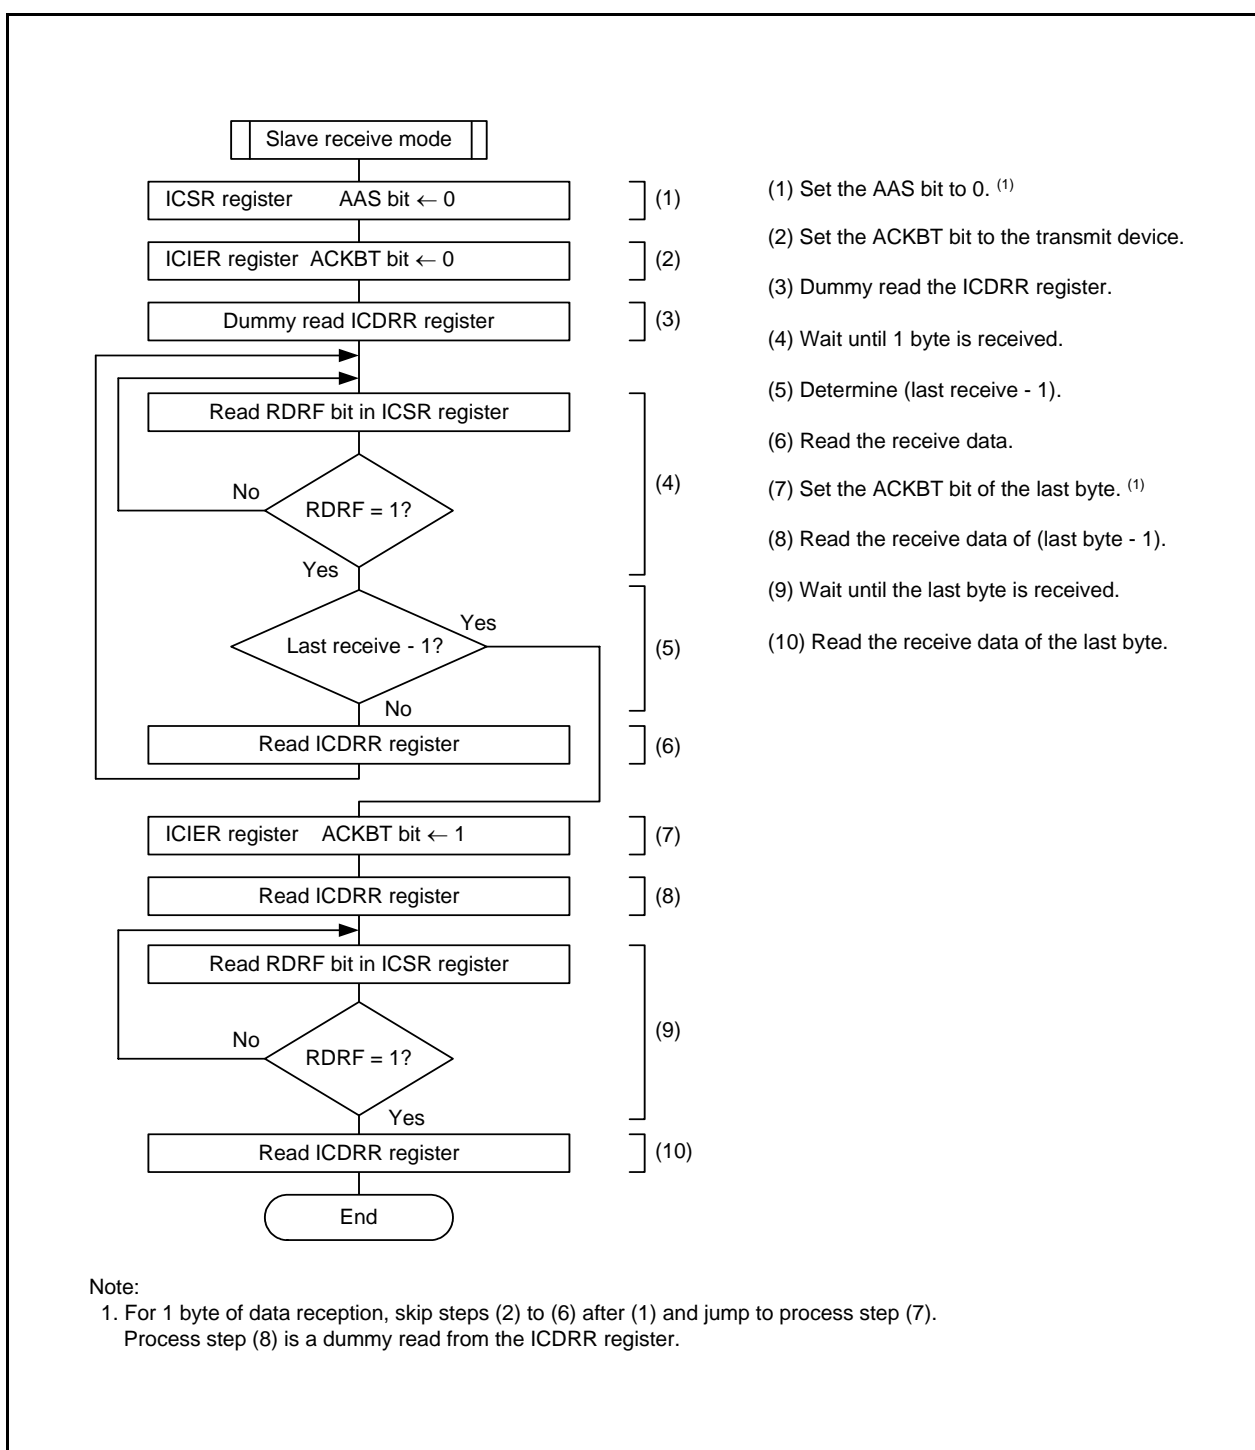 Slave receive mode
ICSR register AAS bit ← 0
(1)
ICIER register ACKBT bit ← 0
(2)
Dummy read ICDRR register
(3)
Read RDRF bit in ICSR register
No
RDRF = 1?
(4)
Yes
Last receive - 1?
Yes
(5)
No
Read ICDRR register
(6)
ICIER register ACKBT bit ← 1
(7)
Read ICDRR register
(8)
Read RDRF bit in ICSR register
No
RDRF = 1?
(9)
Yes
Read ICDRR register
(10)
End
(1) Set the AAS bit to 0. (1)
(2) Set the ACKBT bit to the transmit device.
(3) Dummy read the ICDRR register.
(4) Wait until 1 byte is received.
(5) Determine (last receive - 1).
(6) Read the receive data.
(7) Set the ACKBT bit of the last byte. (1)
(8) Read the receive data of (last byte - 1).
(9) Wait until the last byte is received.
(10) Read the receive data of the last byte.
Note:
1. For 1 byte of data reception, skip steps (2) to (6) after (1) and jump to process step (7).
Process step (8) is a dummy read from the ICDRR register.